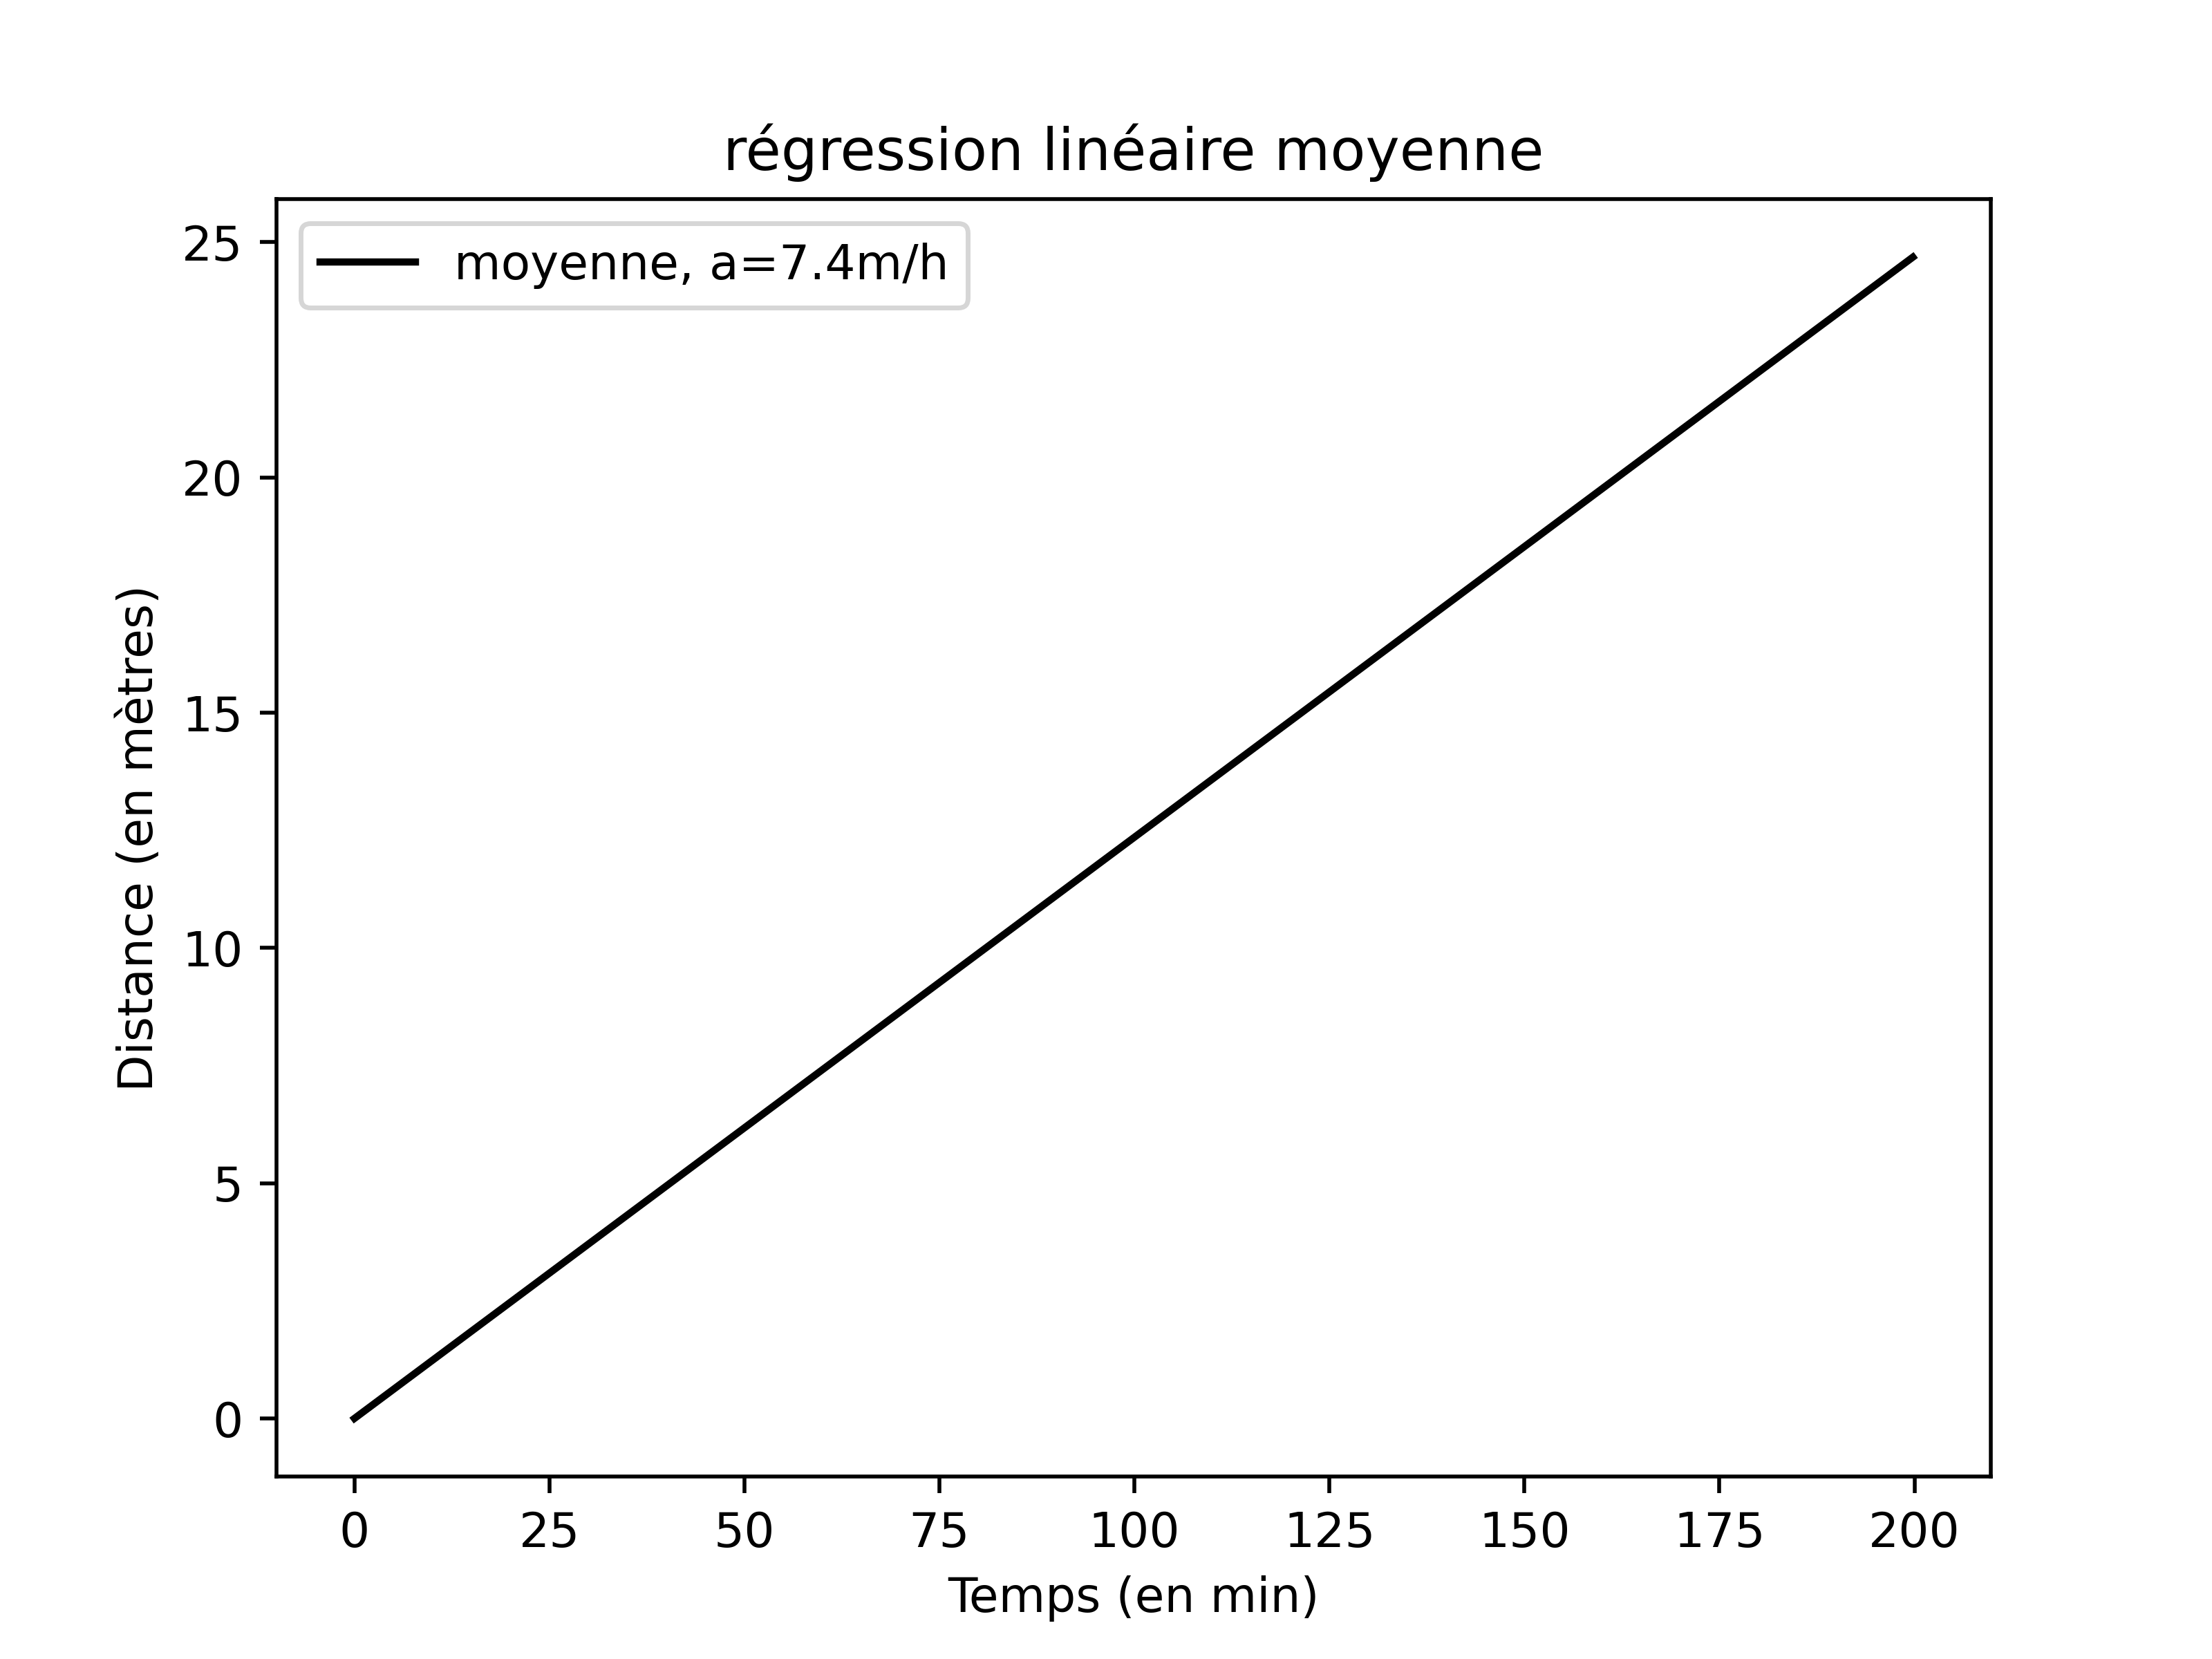 régression linéaire moyenne
moyenne, a=7.4m/h
25
20
15
10
5
0
Distance (en mètres)
0 25 50 75 100 125 150 175 200
Temps (en min)